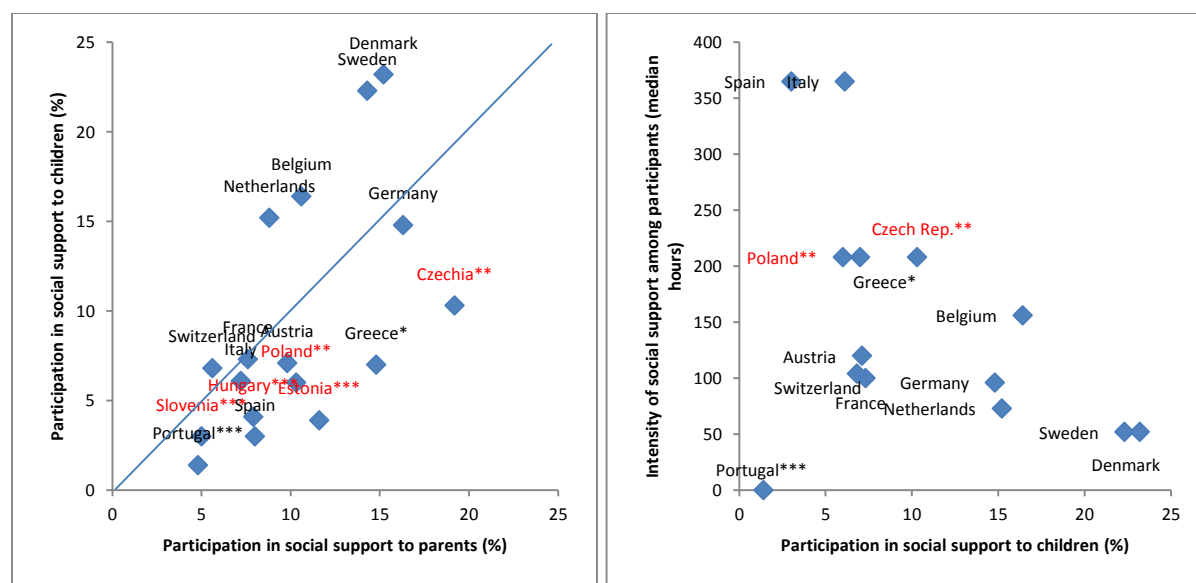 25
20
15
10
5
0
0
5
10
15
20
25
Participation in social support to children (%)
Participation in social support to parents (%)
Denmark
Sweden
Belgium
Netherlands
Germany
Czechia**
France
Austria
Switzerland
Greece*
Italy
Poland**
Hungary***
Estonia***
Slovenia***
Spain
Portugal***
400
350
300
250
200
150
100
50
0
0
5
10
15
20
25
Intensity of social support among participants (median
hours)
Participation in social support to children (%)
Spain
Italy
Czech Rep.**
Poland**
Greece*
Belgium
Austria
Switzerland
Germany
France
Netherlands
Sweden
Denmark
Portugal***